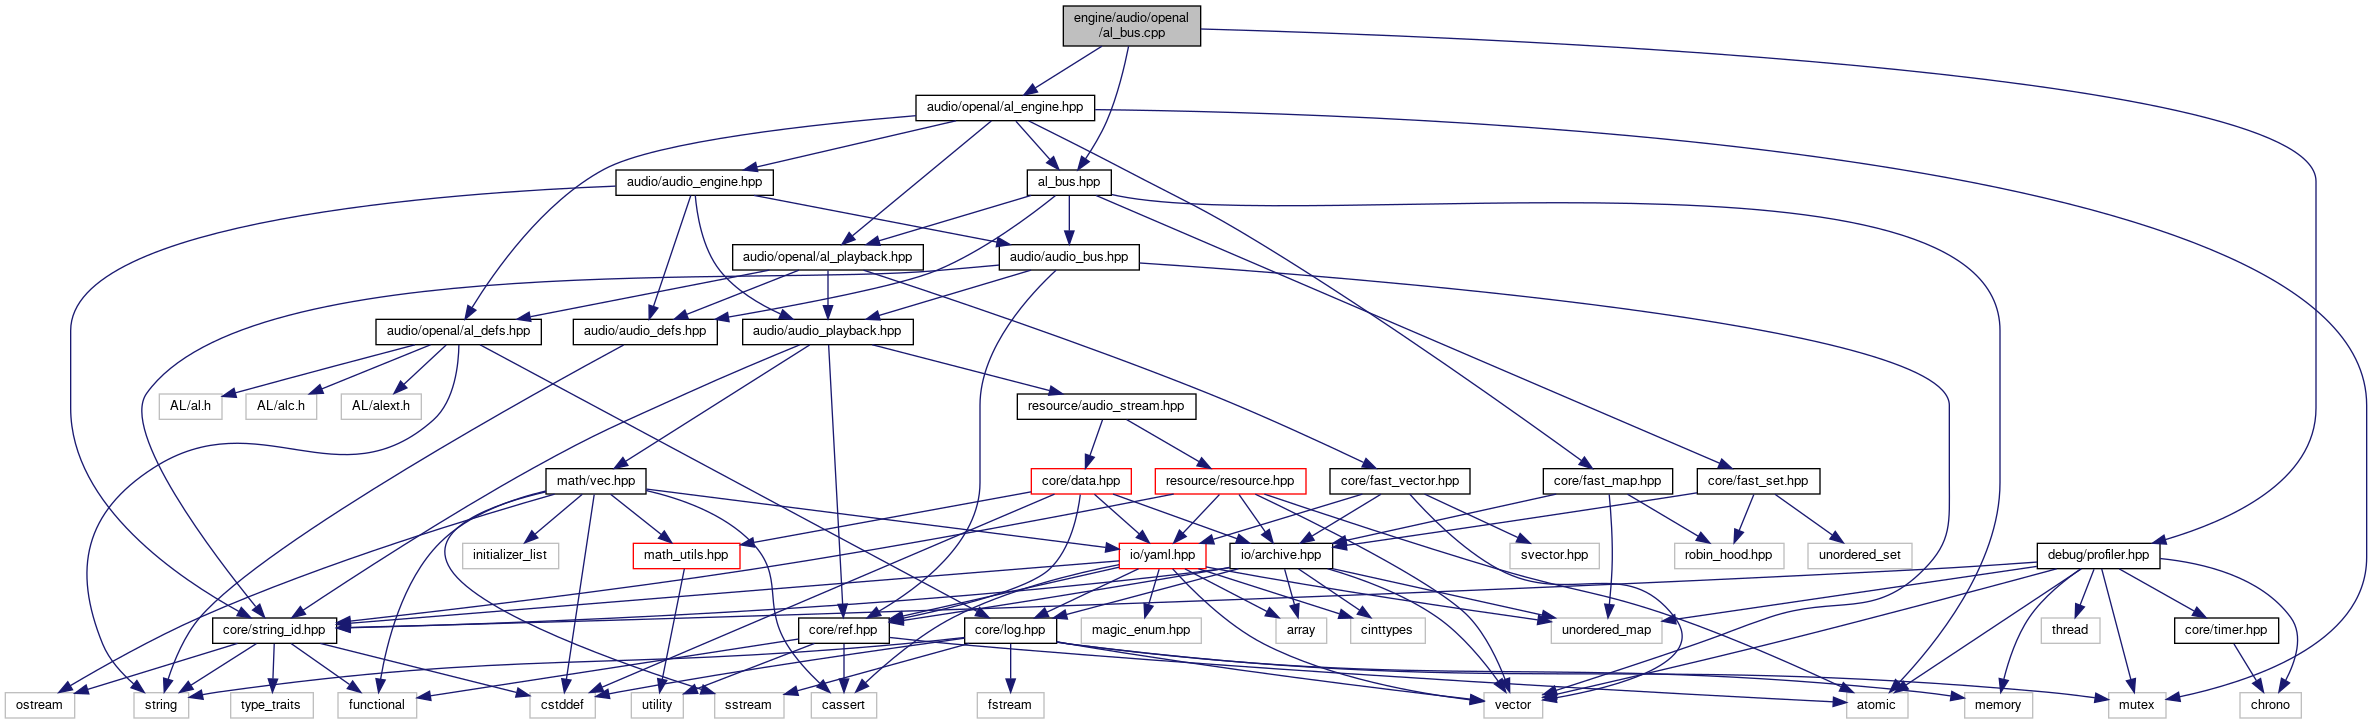 engine/audio/openal
/al_bus.cpp
audio/openal/al_engine.hpp
audio/audio_engine.hpp
al_bus.hpp
audio/openal/al_playback.hpp
audio/audio_bus.hpp
audio/openal/al_defs.hpp
audio/audio_defs.hpp
audio/audio_playback.hpp
AL/al.h
AL/alc.h
AL/alext.h
resource/audio_stream.hpp
math/vec.hpp
core/data.hpp
resource/resource.hpp
core/fast_vector.hpp
core/fast_map.hpp
core/fast_set.hpp
initializer_list
math_utils.hpp
io/yaml.hpp
io/archive.hpp
svector.hpp
robin_hood.hpp
unordered_set
debug/profiler.hpp
core/string_id.hpp
core/ref.hpp
core/log.hpp
magic_enum.hpp
array
cinttypes
unordered_map
thread
core/timer.hpp
ostream
string
type_traits
functional
cstddef
utility
sstream
cassert
fstream
vector
atomic
memory
mutex
chrono